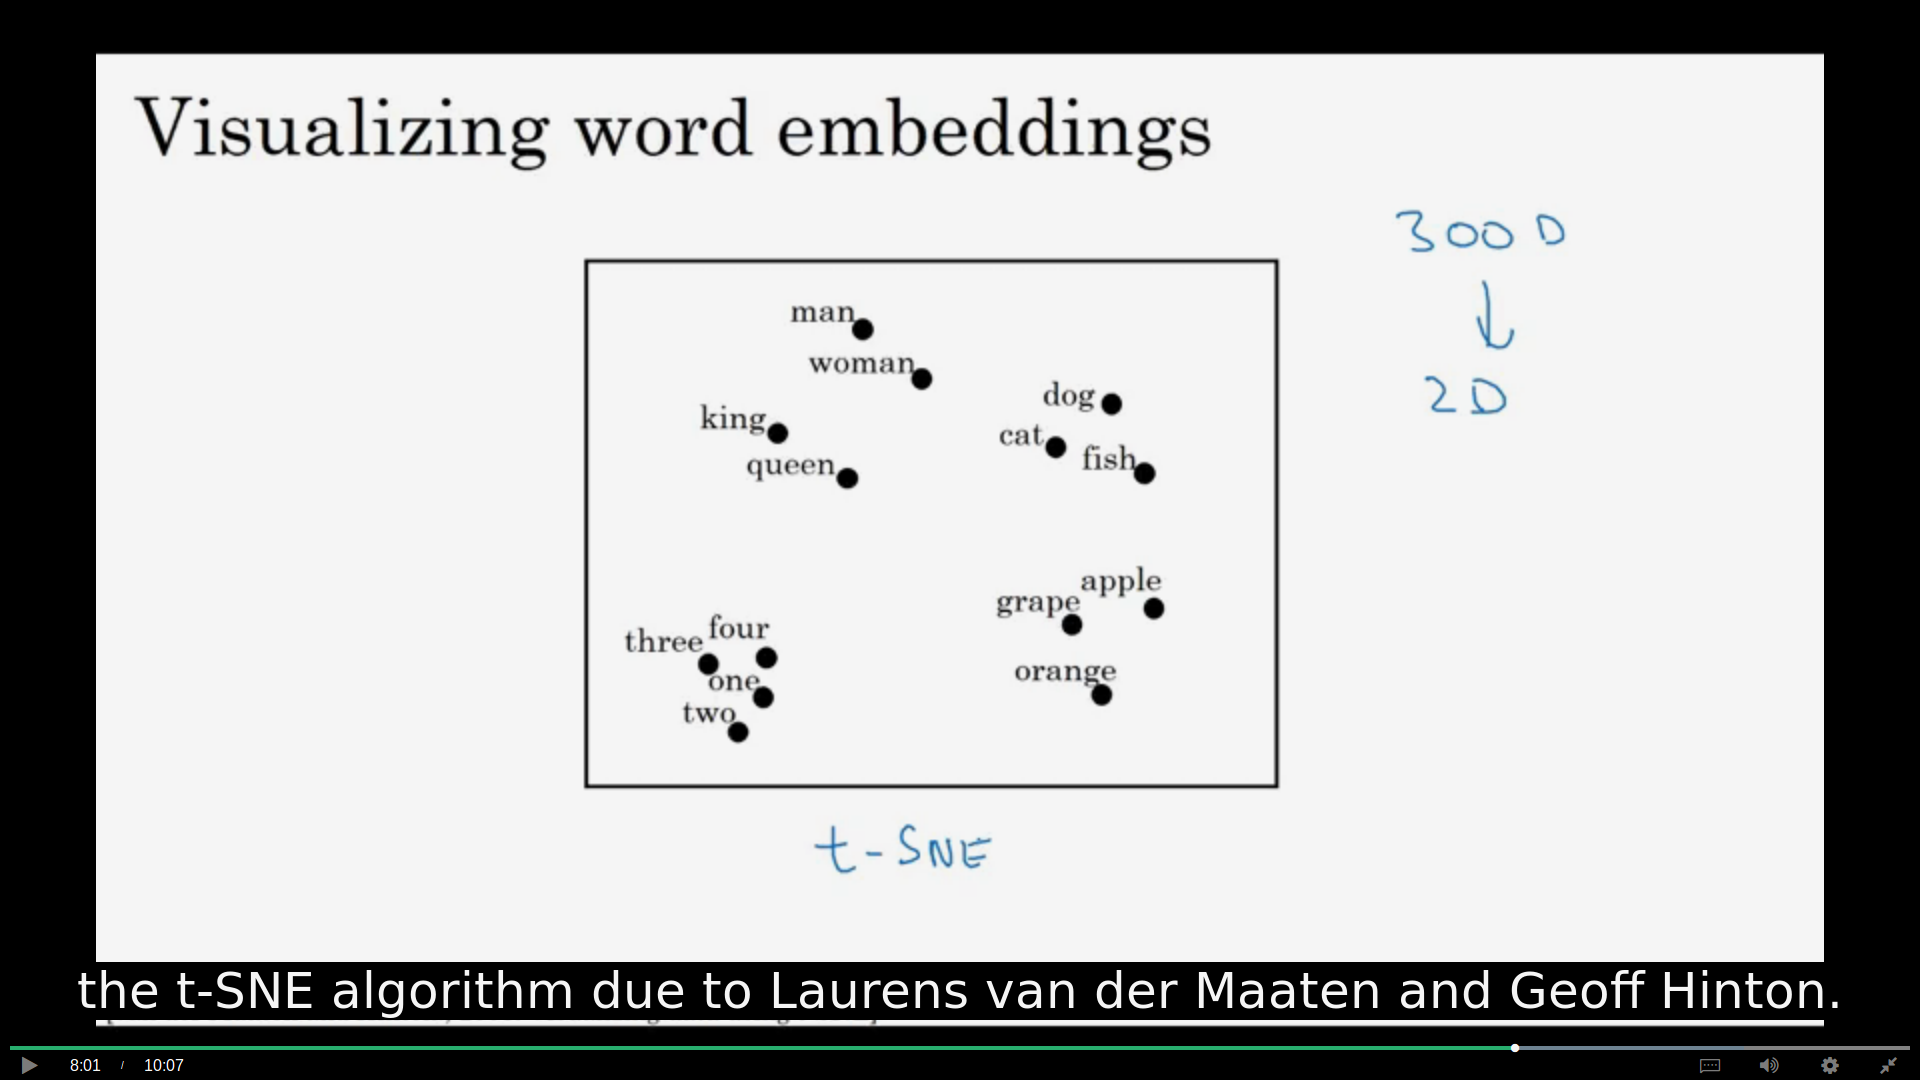 Visualizing word embeddings
300 D
2D
man
woman
king
queen
dog
cat
fish
apple
grape
orange
four
three
one
two
t-SNE
the t-SNE algorithm due to Laurens van der Maaten and Geoff Hinton.
8:01 / 10:07